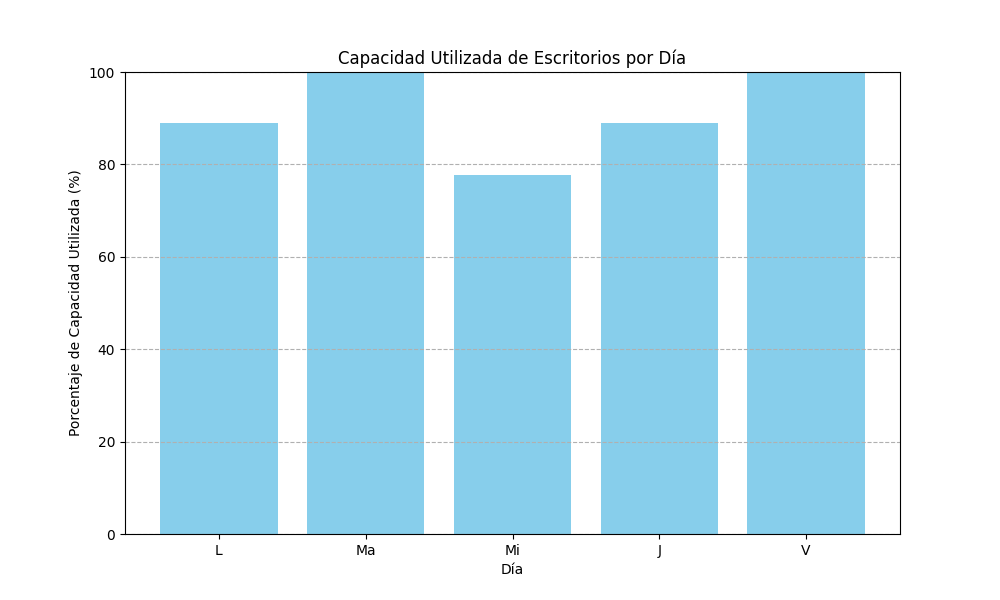 Capacidad Utilizada de Escritorios por Día
Porcentaje de Capacidad Utilizada (%)
100
80
60
40
20
0
L Ma Mi J V
Día